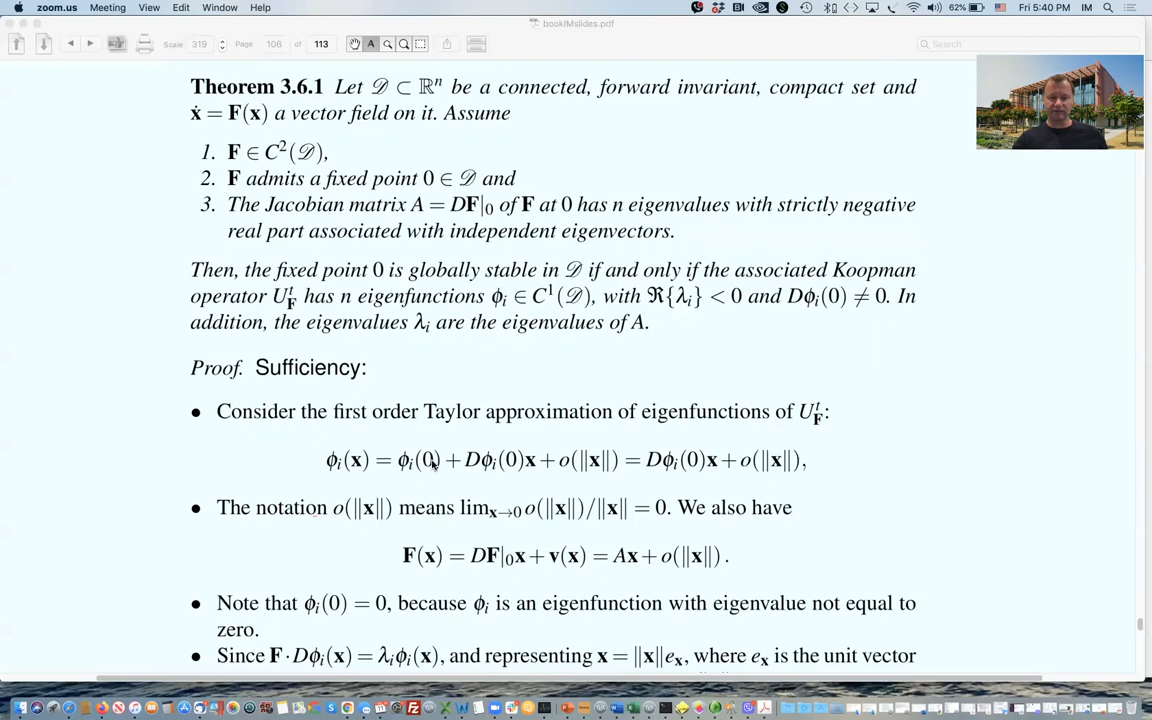 zoom.us Meeting View Edit Window Help 62% Fri 5:40 PM IM
bookIMslides.pdf
Scale 319 Page 106 of 113 A Search
Theorem 3.6.1 Let 𝒟 ⊂ ℝⁿ be a connected, forward invariant, compact set and
ẋ = F(x) a vector field on it. Assume
1. F ∈ C²(𝒟),
2. F admits a fixed point 0 ∈ 𝒟 and
3. The Jacobian matrix A = DF|₀ of F at 0 has n eigenvalues with strictly negative
real part associated with independent eigenvectors.
Then, the fixed point 0 is globally stable in 𝒟 if and only if the associated Koopman
operator U_F^t has n eigenfunctions ϕᵢ ∈ C¹(𝒟), with ℜ{λᵢ} < 0 and Dϕᵢ(0) ≠ 0. In
addition, the eigenvalues λᵢ are the eigenvalues of A.
Proof. Sufficiency:
• Consider the first order Taylor approximation of eigenfunctions of U_F^t:
ϕᵢ(x) = ϕᵢ(0) + Dϕᵢ(0)x + o(‖x‖) = Dϕᵢ(0)x + o(‖x‖),
• The notation o(‖x‖) means lim_{x→0} o(‖x‖)/‖x‖ = 0. We also have
F(x) = DF|₀x + v(x) = Ax + o(‖x‖).
• Note that ϕᵢ(0) = 0, because ϕᵢ is an eigenfunction with eigenvalue not equal to
zero.
• Since F · Dϕᵢ(x) = λᵢϕᵢ(x), and representing x = ‖x‖eₓ, where eₓ is the unit vector